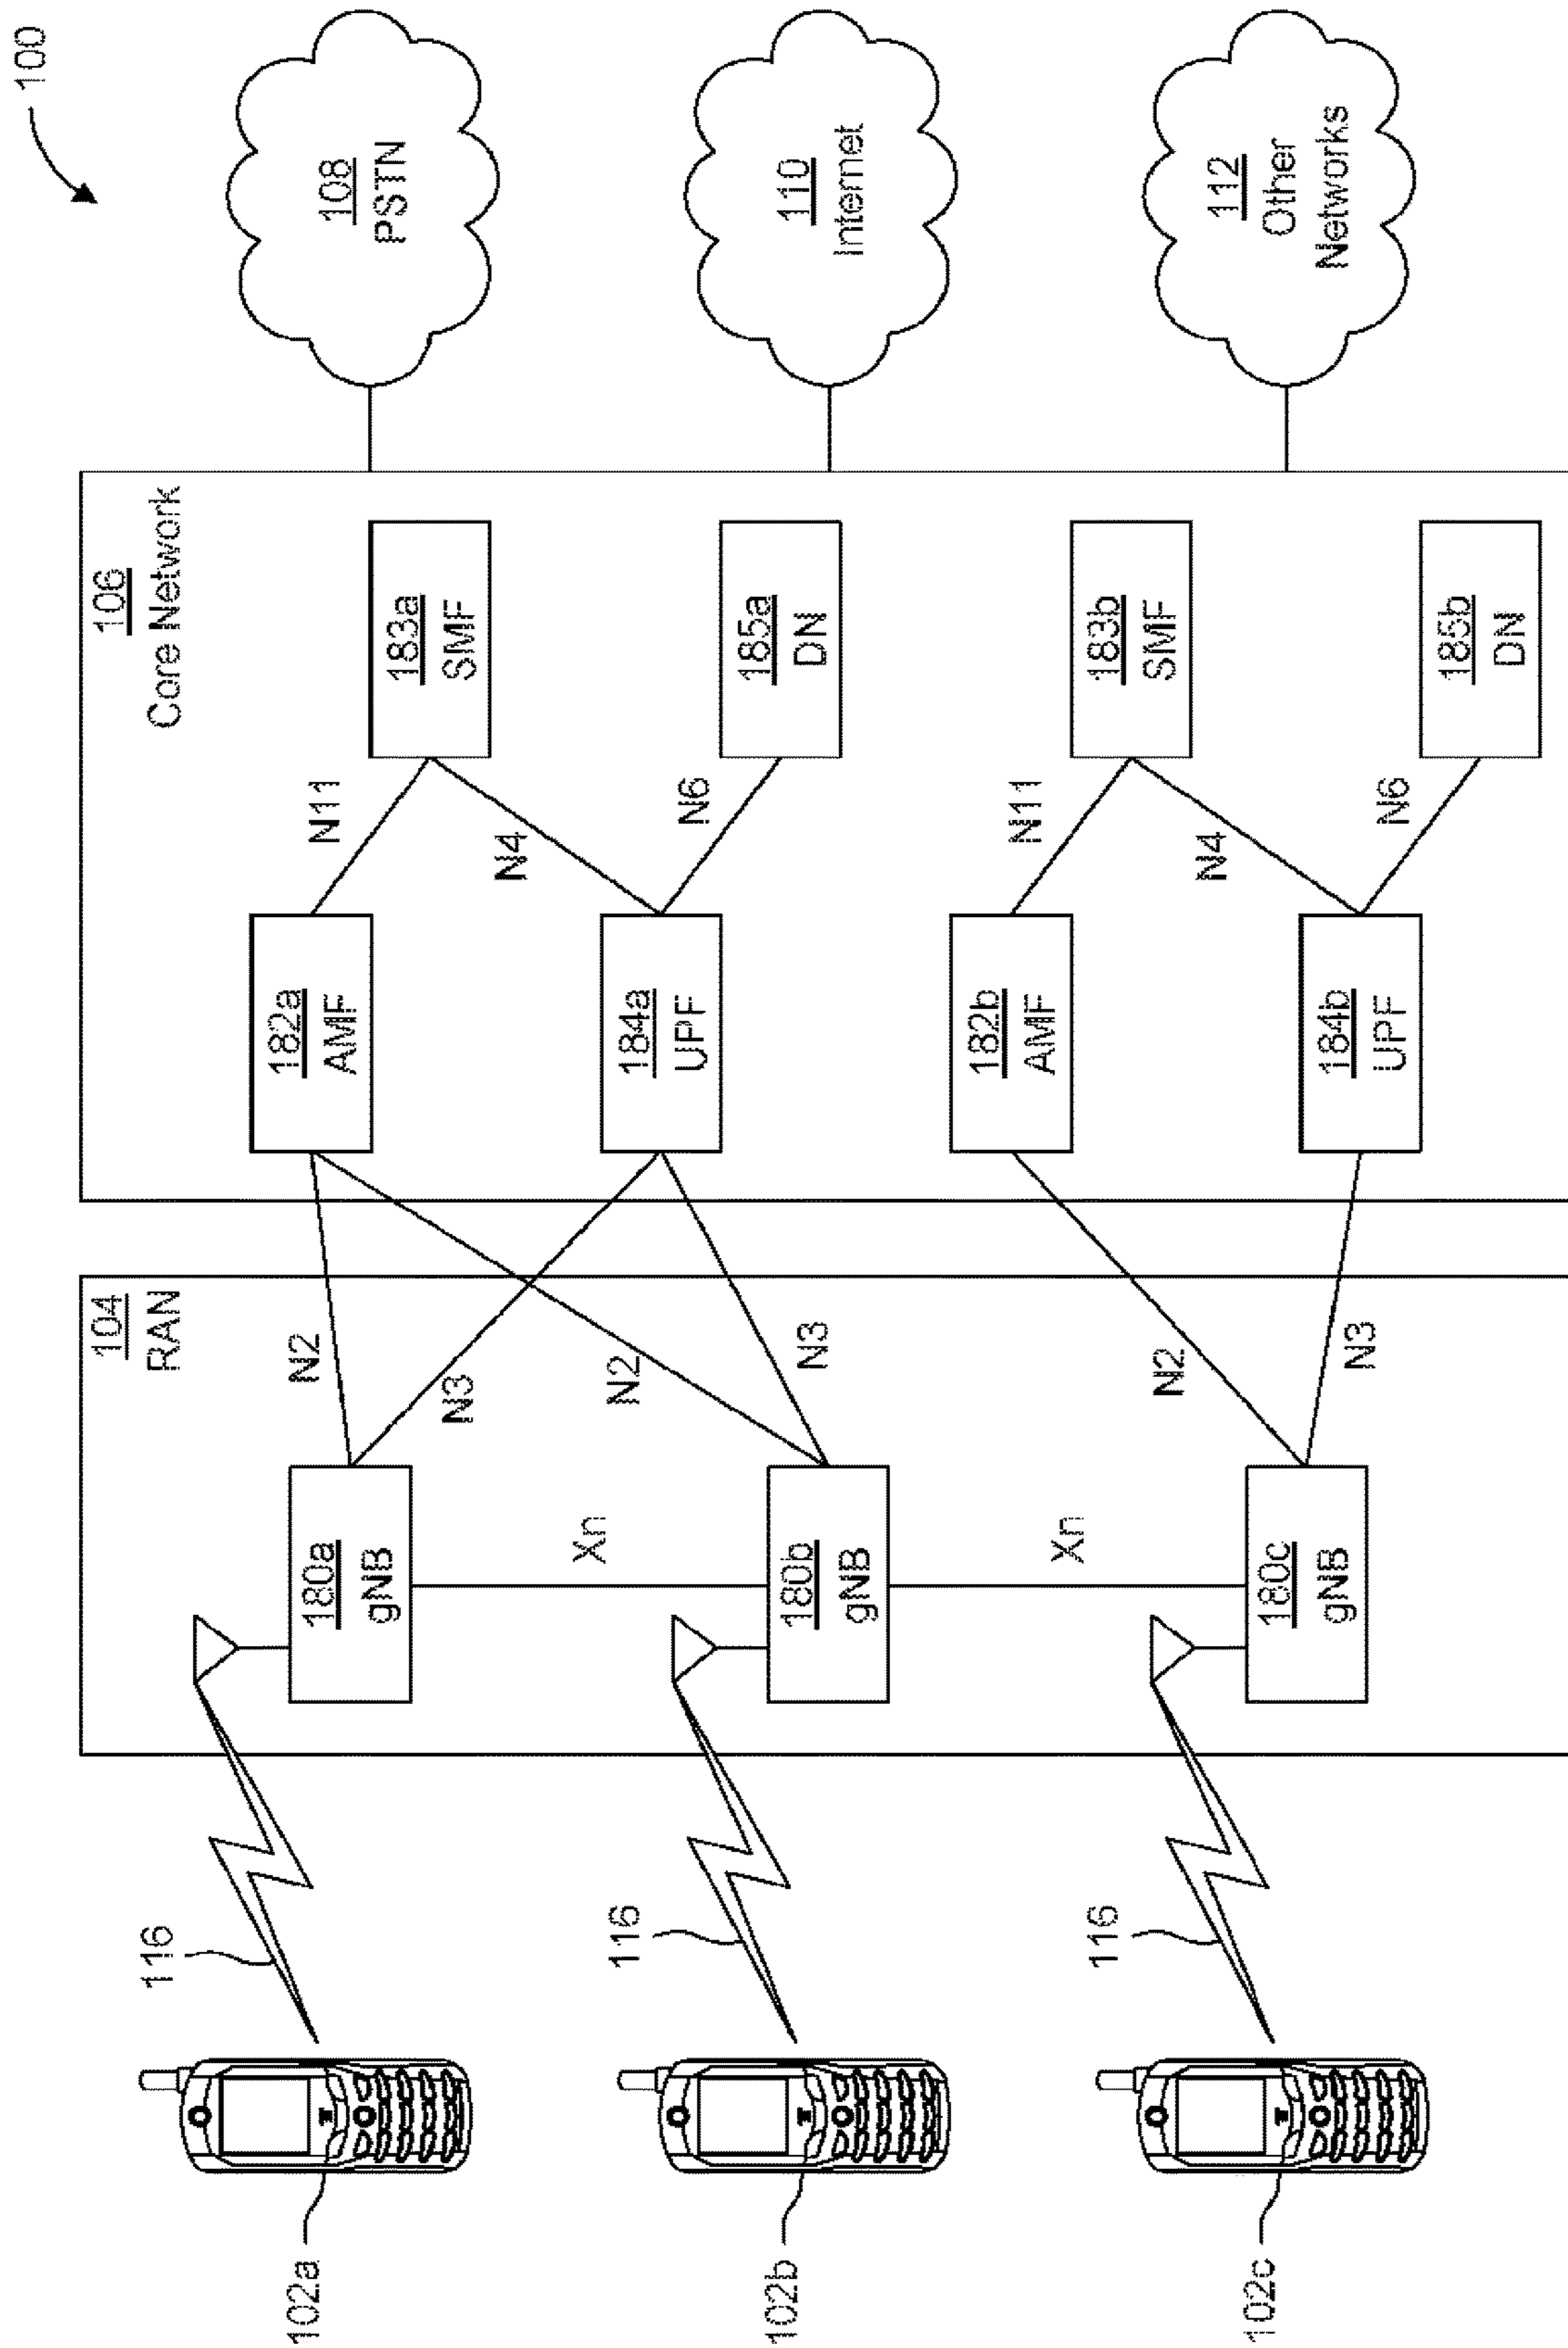 100
102a
102b
102c
116
116
116
104
RAN
180a
gNB
180b
gNB
180c
gNB
Xn
Xn
N2
N3
N2
N3
N2
N3
106
Core Network
182a
AMF
184a
UPF
182b
AMF
184b
UPF
N11
N4
N6
N11
N4
N6
183a
SMF
185a
DN
183b
SMF
185b
DN
108
PSTN
110
Internet
112
Other
Networks